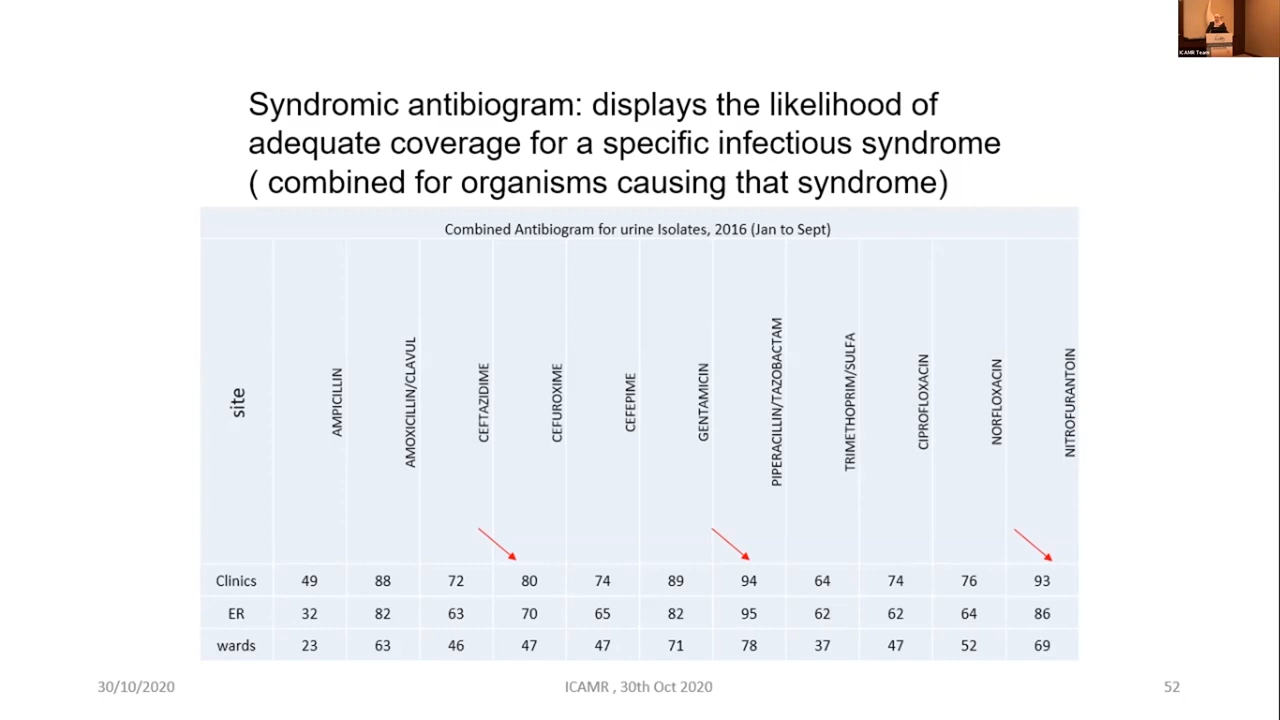 ICAMR Team
Syndromic antibiogram: displays the likelihood of
adequate coverage for a specific infectious syndrome
( combined for organisms causing that syndrome)
Combined Antibiogram for urine Isolates, 2016 (Jan to Sept)
site AMPICILLIN AMOXICILLIN/CLAVUL CEFTAZIDIME CEFUROXIME CEFEPIME GENTAMICIN PIPERACILLIN/TAZOBACTAM TRIMETHOPRIM/SULFA CIPROFLOXACIN NORFLOXACIN NITROFURANTOIN
Clinics 49 88 72 80 74 89 94 64 74 76 93
ER 32 82 63 70 65 82 95 62 62 64 86
wards 23 63 46 47 47 71 78 37 47 52 69
30/10/2020 ICAMR , 30th Oct 2020 52